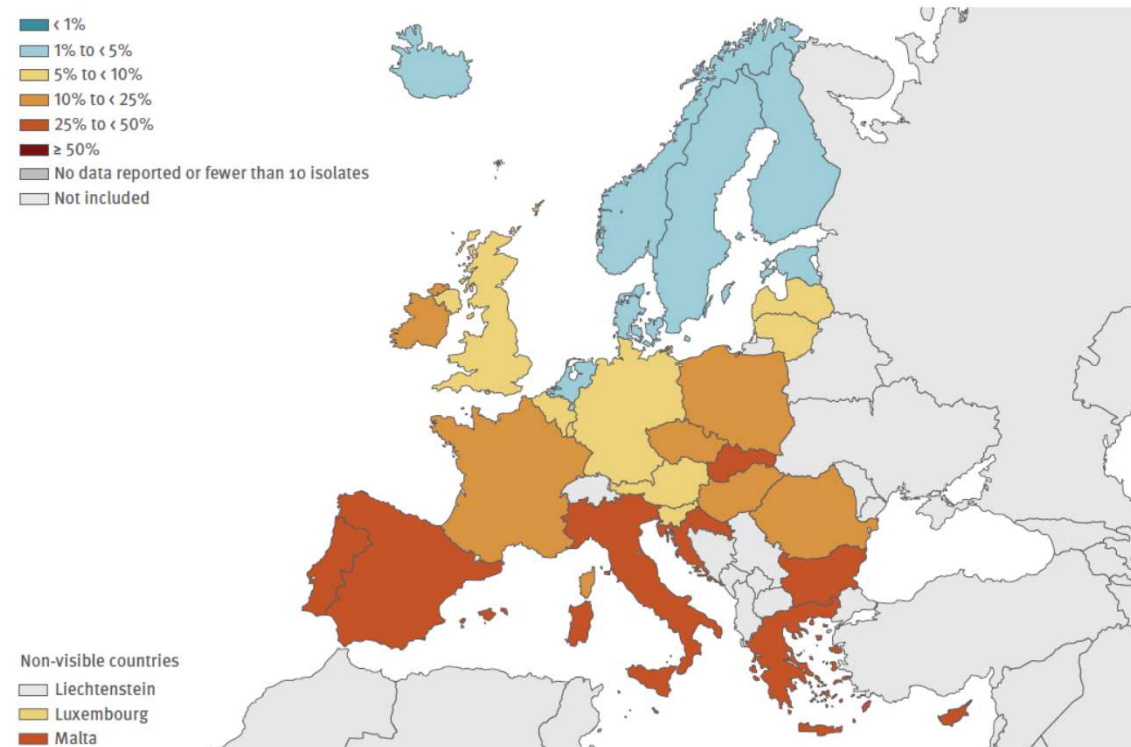 < 1%
1% to < 5%
5% to < 10%
10% to < 25%
25% to < 50%
≥ 50%
No data reported or fewer than 10 isolates
Not included
Non-visible countries
Liechtenstein
Luxembourg
Malta